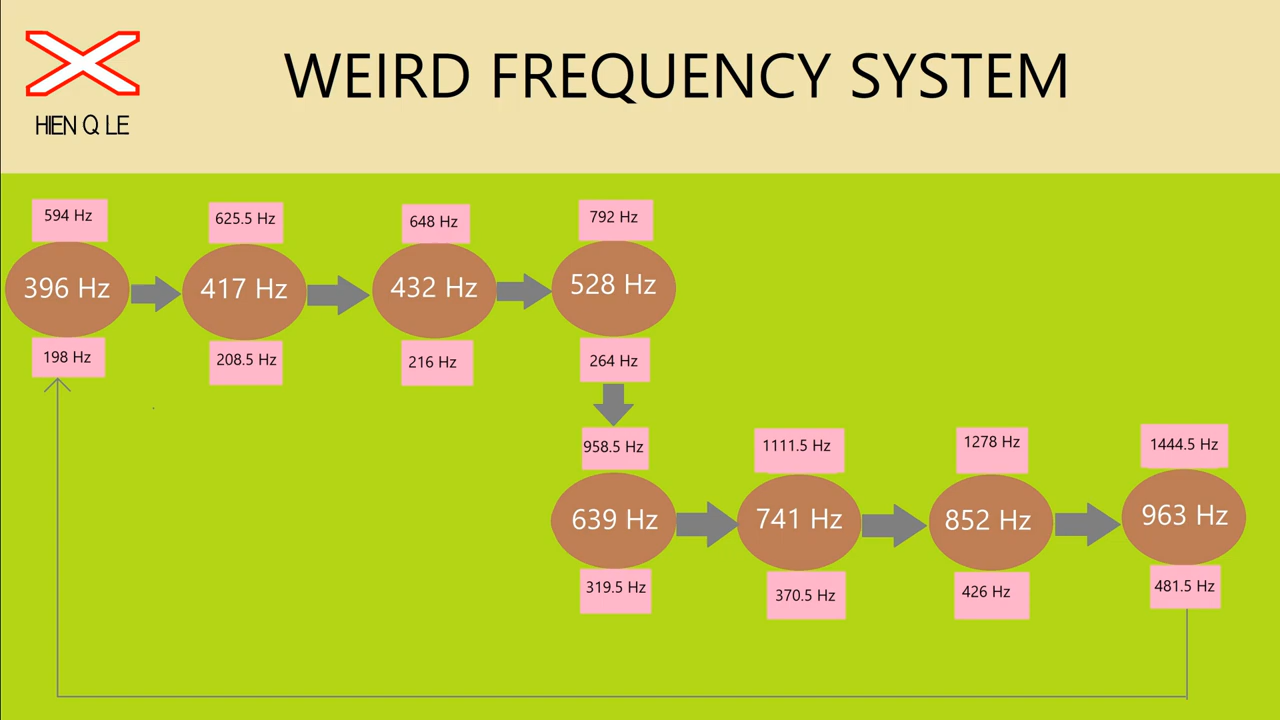 WEIRD FREQUENCY SYSTEM
HIEN Q LE
594 Hz
625.5 Hz
648 Hz
792 Hz
396 Hz
417 Hz
432 Hz
528 Hz
198 Hz
208.5 Hz
216 Hz
264 Hz
958.5 Hz
1111.5 Hz
1278 Hz
1444.5 Hz
639 Hz
741 Hz
852 Hz
963 Hz
319.5 Hz
370.5 Hz
426 Hz
481.5 Hz